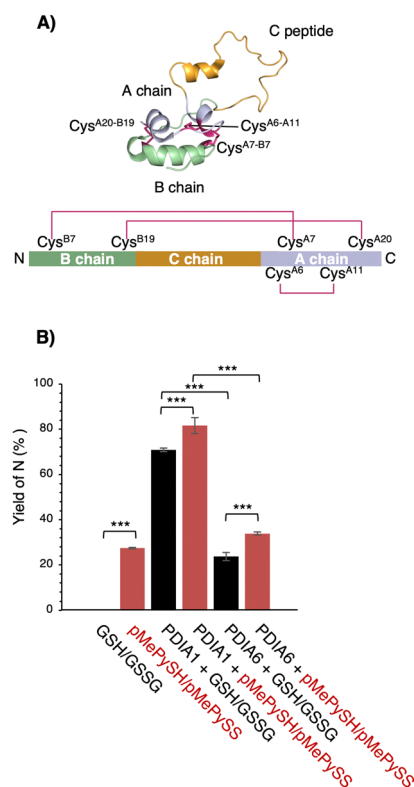 A)
C peptide
A chain
Cys^A20-B19 Cys^A6-A11
Cys^A7-B7
B chain
Cys^B7 Cys^B19 Cys^A7 Cys^A20
N B chain C chain A chain C
Cys^A6 Cys^A11
B)
100
80
60
40
20
0
Yield of N (%)
***
***
***
***
***
GSH/GSSG
pMePySH/pMePySS
PDIA1 + GSH/GSSG
PDIA1 + pMePySH/pMePySS
PDIA6 + GSH/GSSG
PDIA6 + pMePySH/pMePySS